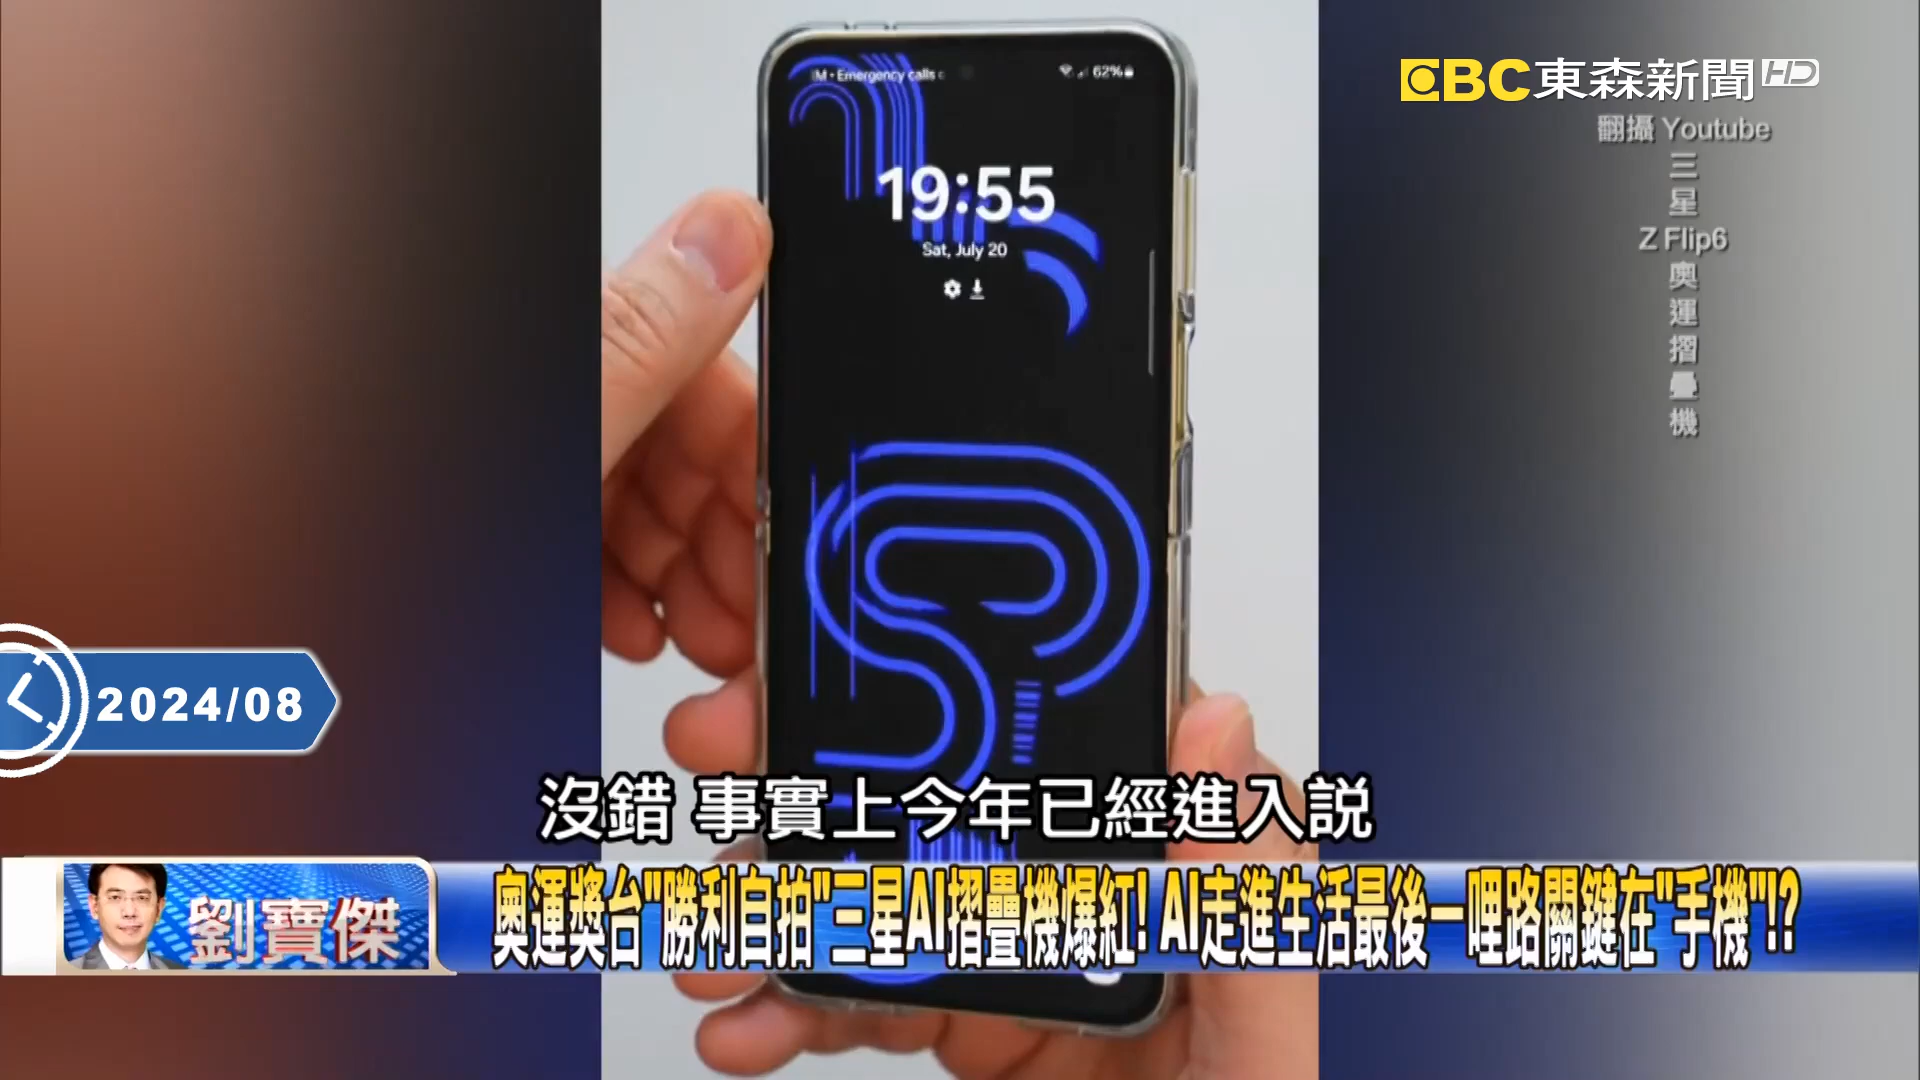 EBC東森新聞HD
翻攝 Youtube
三星
Z Flip6
奧運摺疊機
M • Emergency calls
62%
19:55
Sat, July 20
2024/08
沒錯 事實上今年已經進入說
劉寶傑
奧運獎台"勝利自拍"三星AI摺疊機爆紅! AI走進生活最後一哩路關鍵在"手機"!?